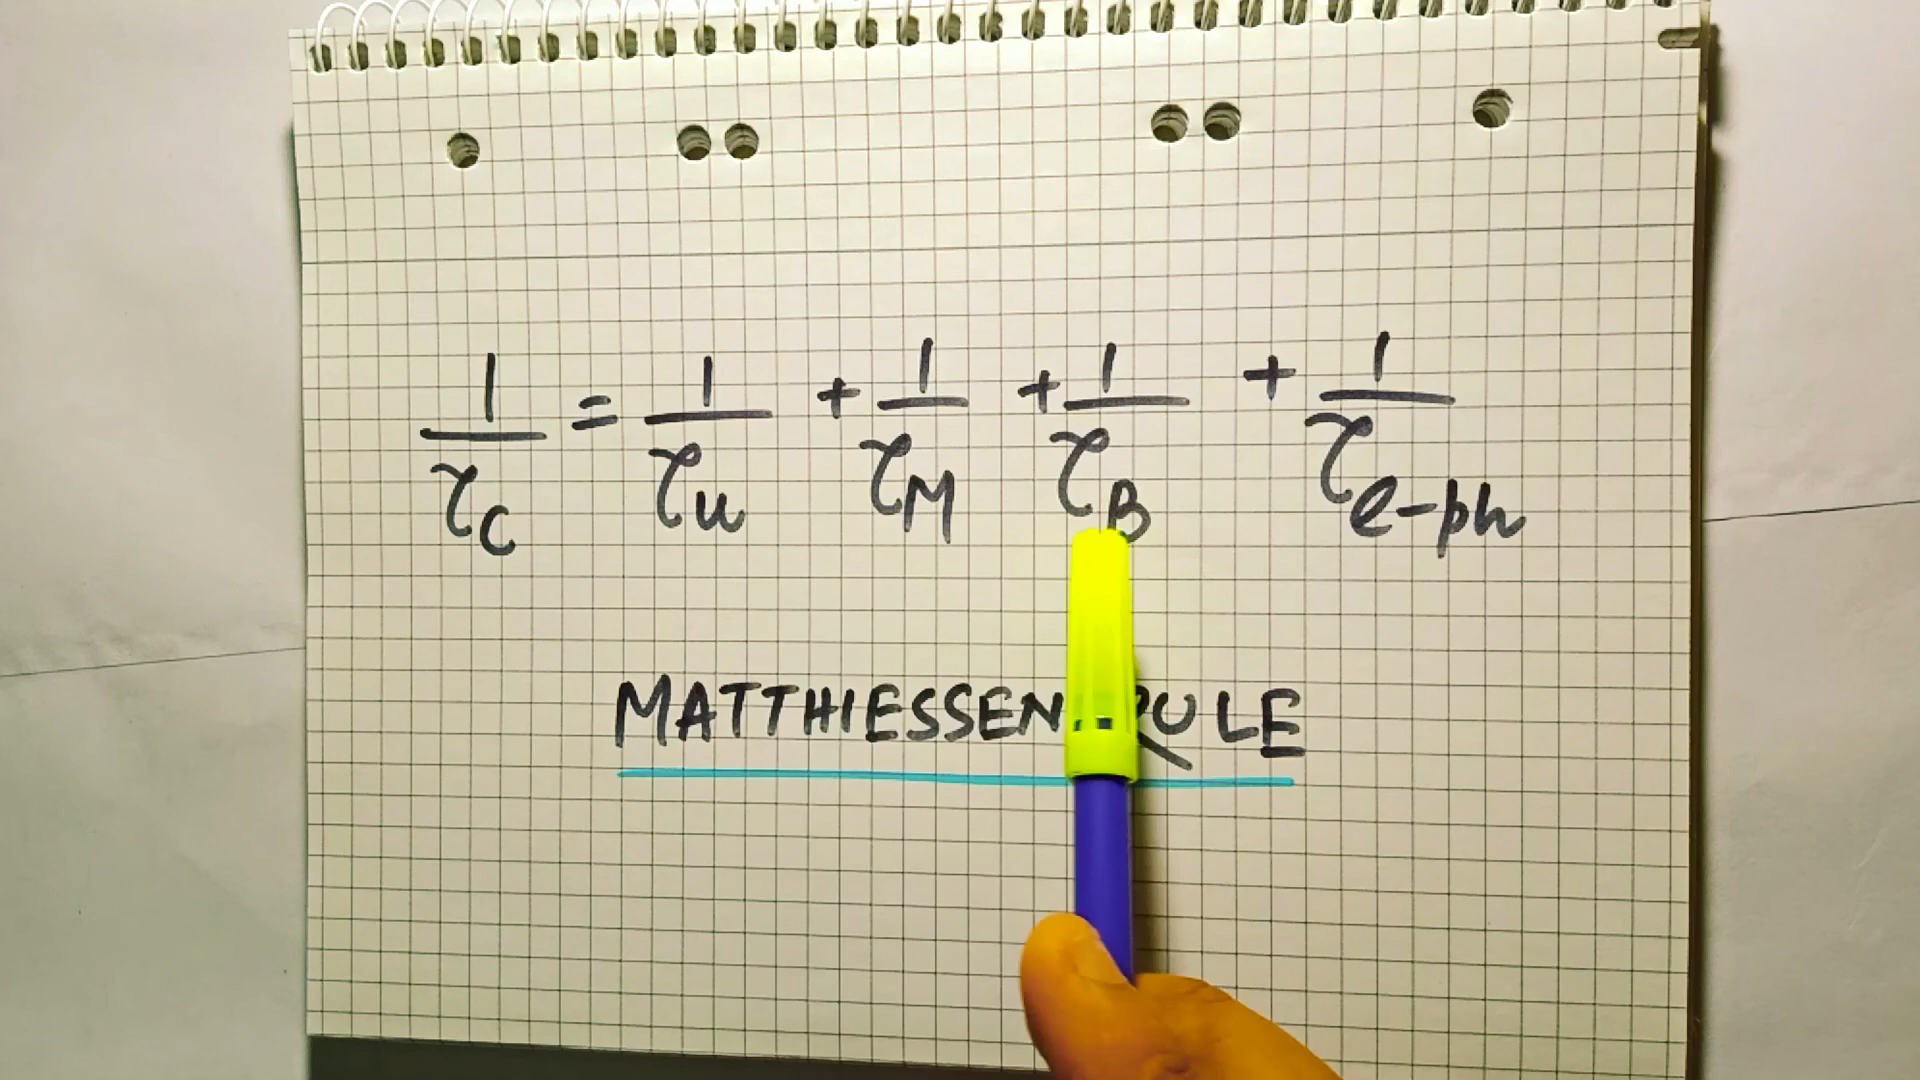 1/τ_C = 1/τ_u + 1/τ_M + 1/τ_B + 1/τ_e-ph
MATTHIESSEN RULE